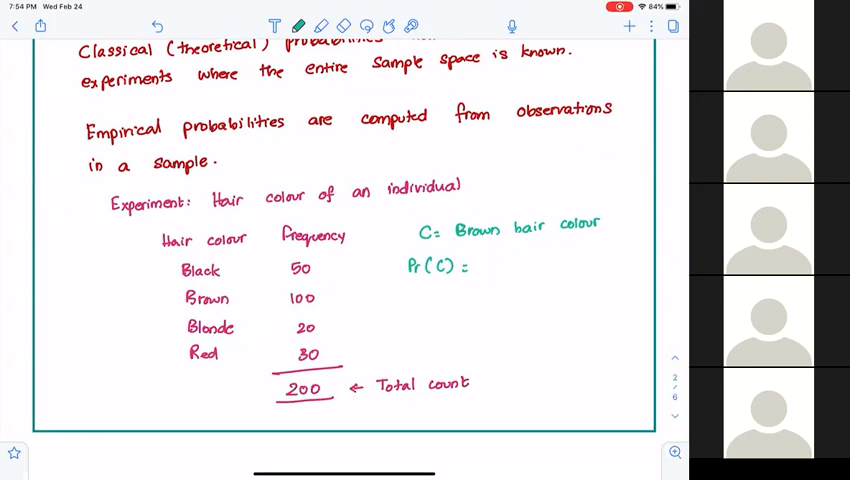 7:54 PM Wed Feb 24
84%
Classical (theoretical) probabilities
experiments where the entire sample space is known.
Empirical probabilities are computed from observations
in a sample.
Experiment: Hair colour of an individual
Hair colour Frequency
C= Brown hair colour
Black 50
Pr(C) =
Brown 100
Blonde 20
Red 30
200 ← Total count
2
/
6